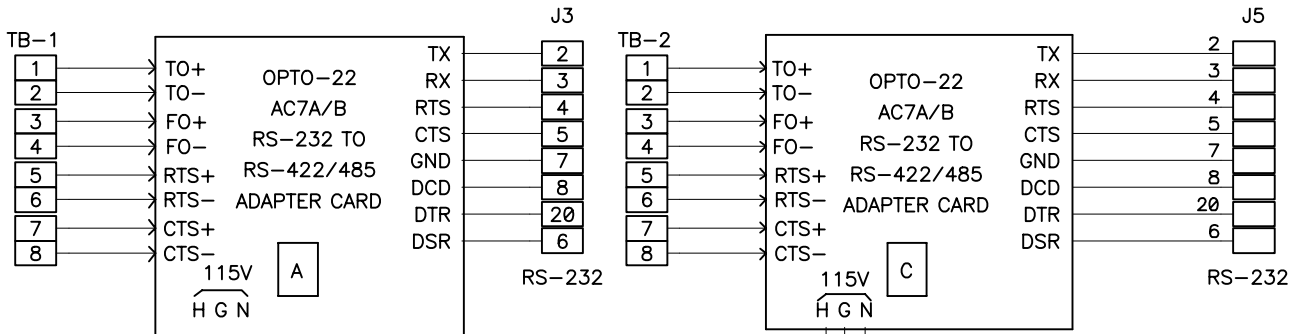 J3
TB-1
1 TO+
2 TO-
3 FO+
4 FO-
5 RTS+
6 RTS-
7 CTS+
8 CTS-
OPTO-22
AC7A/B
RS-232 TO
RS-422/485
ADAPTER CARD
A
115V
H G N
TX 2
RX 3
RTS 4
CTS 5
GND 7
DCD 8
DTR 20
DSR 6
RS-232
J5
TB-2
1 TO+
2 TO-
3 FO+
4 FO-
5 RTS+
6 RTS-
7 CTS+
8 CTS-
OPTO-22
AC7A/B
RS-232 TO
RS-422/485
ADAPTER CARD
C
115V
H G N
TX 2
RX 3
RTS 4
CTS 5
GND 7
DCD 8
DTR 20
DSR 6
RS-232